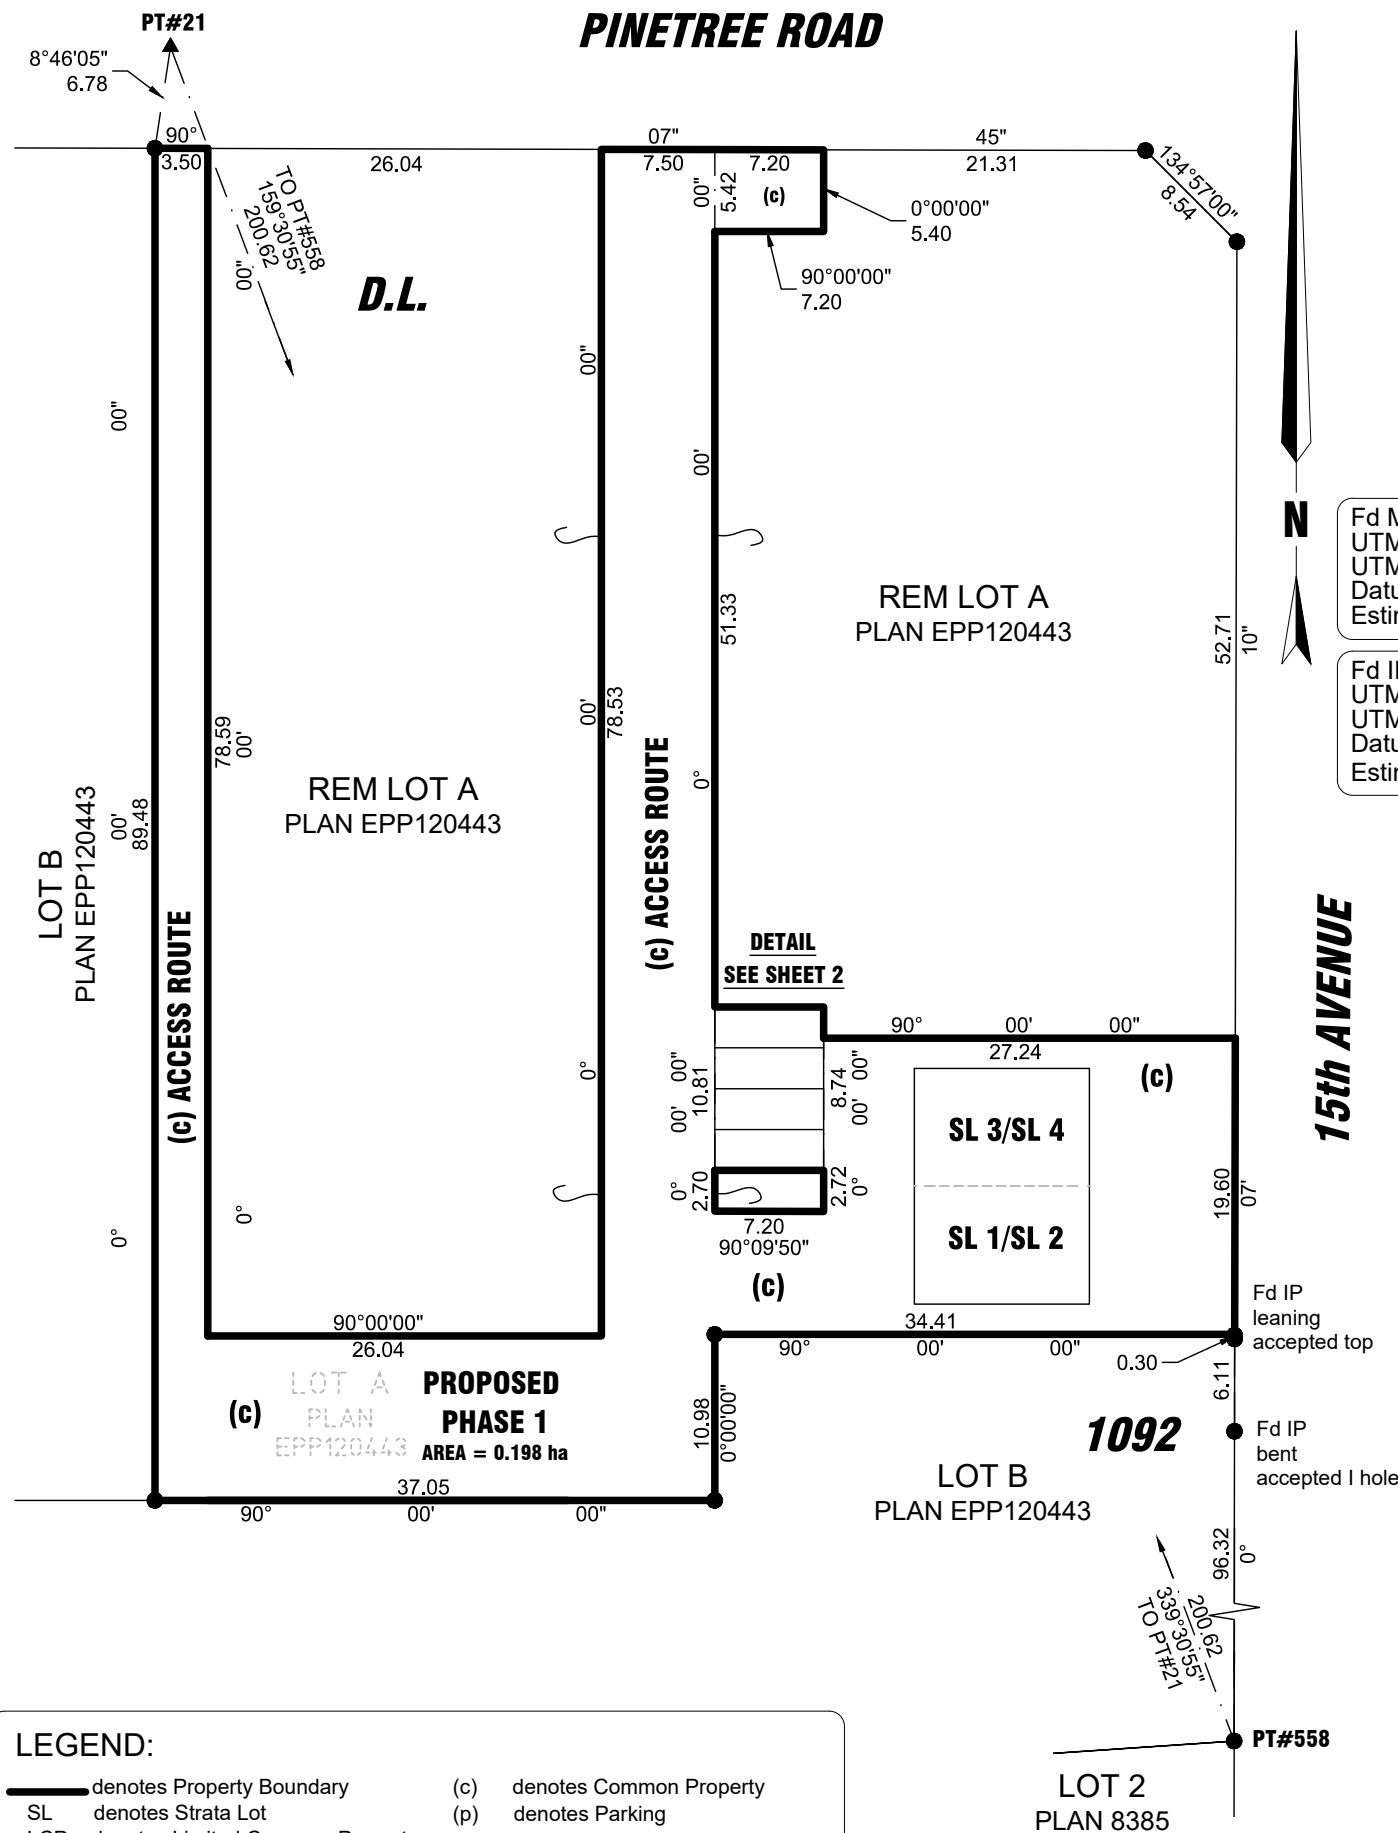 PINETREE ROAD
PT#21
8°46'05"
6.78
90°
07"
45"
3.50
26.04
7.50
7.20
21.31
134°57'00"
8.54
00"
5.42
(c)
0°00'00"
5.40
90°00'00"
7.20
TO PT#558
159°30'55"
200.62
00"
D.L.
00"
00"
00'
N
Fd
UTM
UTM
Estin
REM LOT A
PLAN EPP120443
51.33
52.71
10"
Fd
UTM
UTM
Estin
78.59
00'
00'
78.53
0°
REM LOT A
PLAN EPP120443
LOT B
PLAN EPP120443
00'
89.48
(c) ACCESS ROUTE
(c) ACCESS ROUTE
15th AVENUE
DETAIL
SEE SHEET 2
90°
00'
00"
27.24
(c)
0°
00"
00'
10.81
00"
00'
8.74
SL 3/SL 4
0°
2.70
2.72
0°
19.60
07'
0°
0°
7.20
90°09'50"
SL 1/SL 2
(c)
Fd IP
leaning
accepted top
90°00'00"
26.04
34.41
90°
00'
00"
0.30
6.11
LOT A
PLAN
EPP120443
PROPOSED
PHASE 1
AREA = 0.198 ha
(c)
10.98
0°00'00"
1092
Fd IP
bent
accepted I hole
LOT B
PLAN EPP120443
37.05
90°
00'
00"
96.32
0°
200.62
339°30'55"
TO PT#21
PT#558
LOT 2
PLAN 8385
LEGEND:
denotes Property Boundary
(c) denotes Common Property
SL denotes Strata Lot
(p) denotes Parking